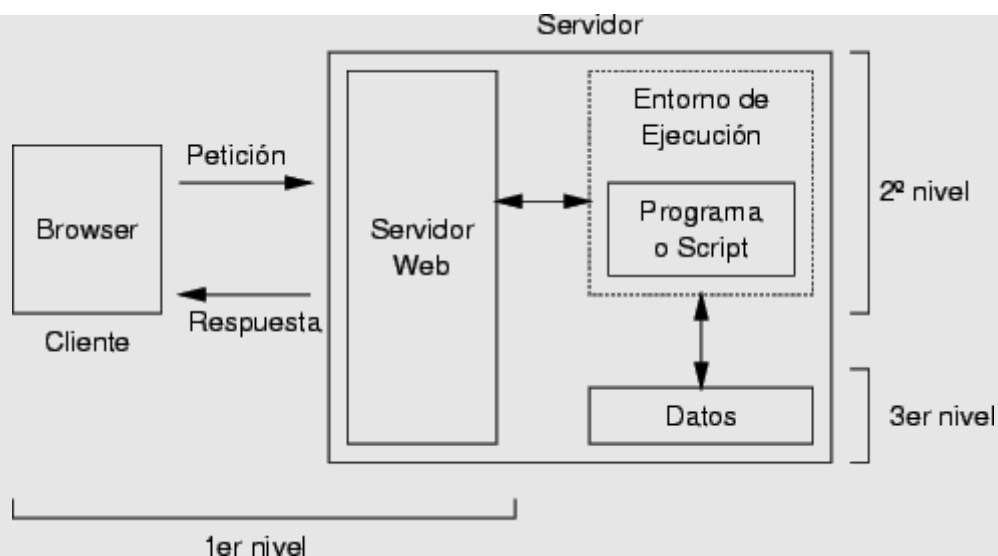 Servidor
Entorno de
Ejecución
Petición
2º nivel
Programa
o Script
Browser
Servidor
Web
Respuesta
Cliente
Datos
3er nivel
1er nivel